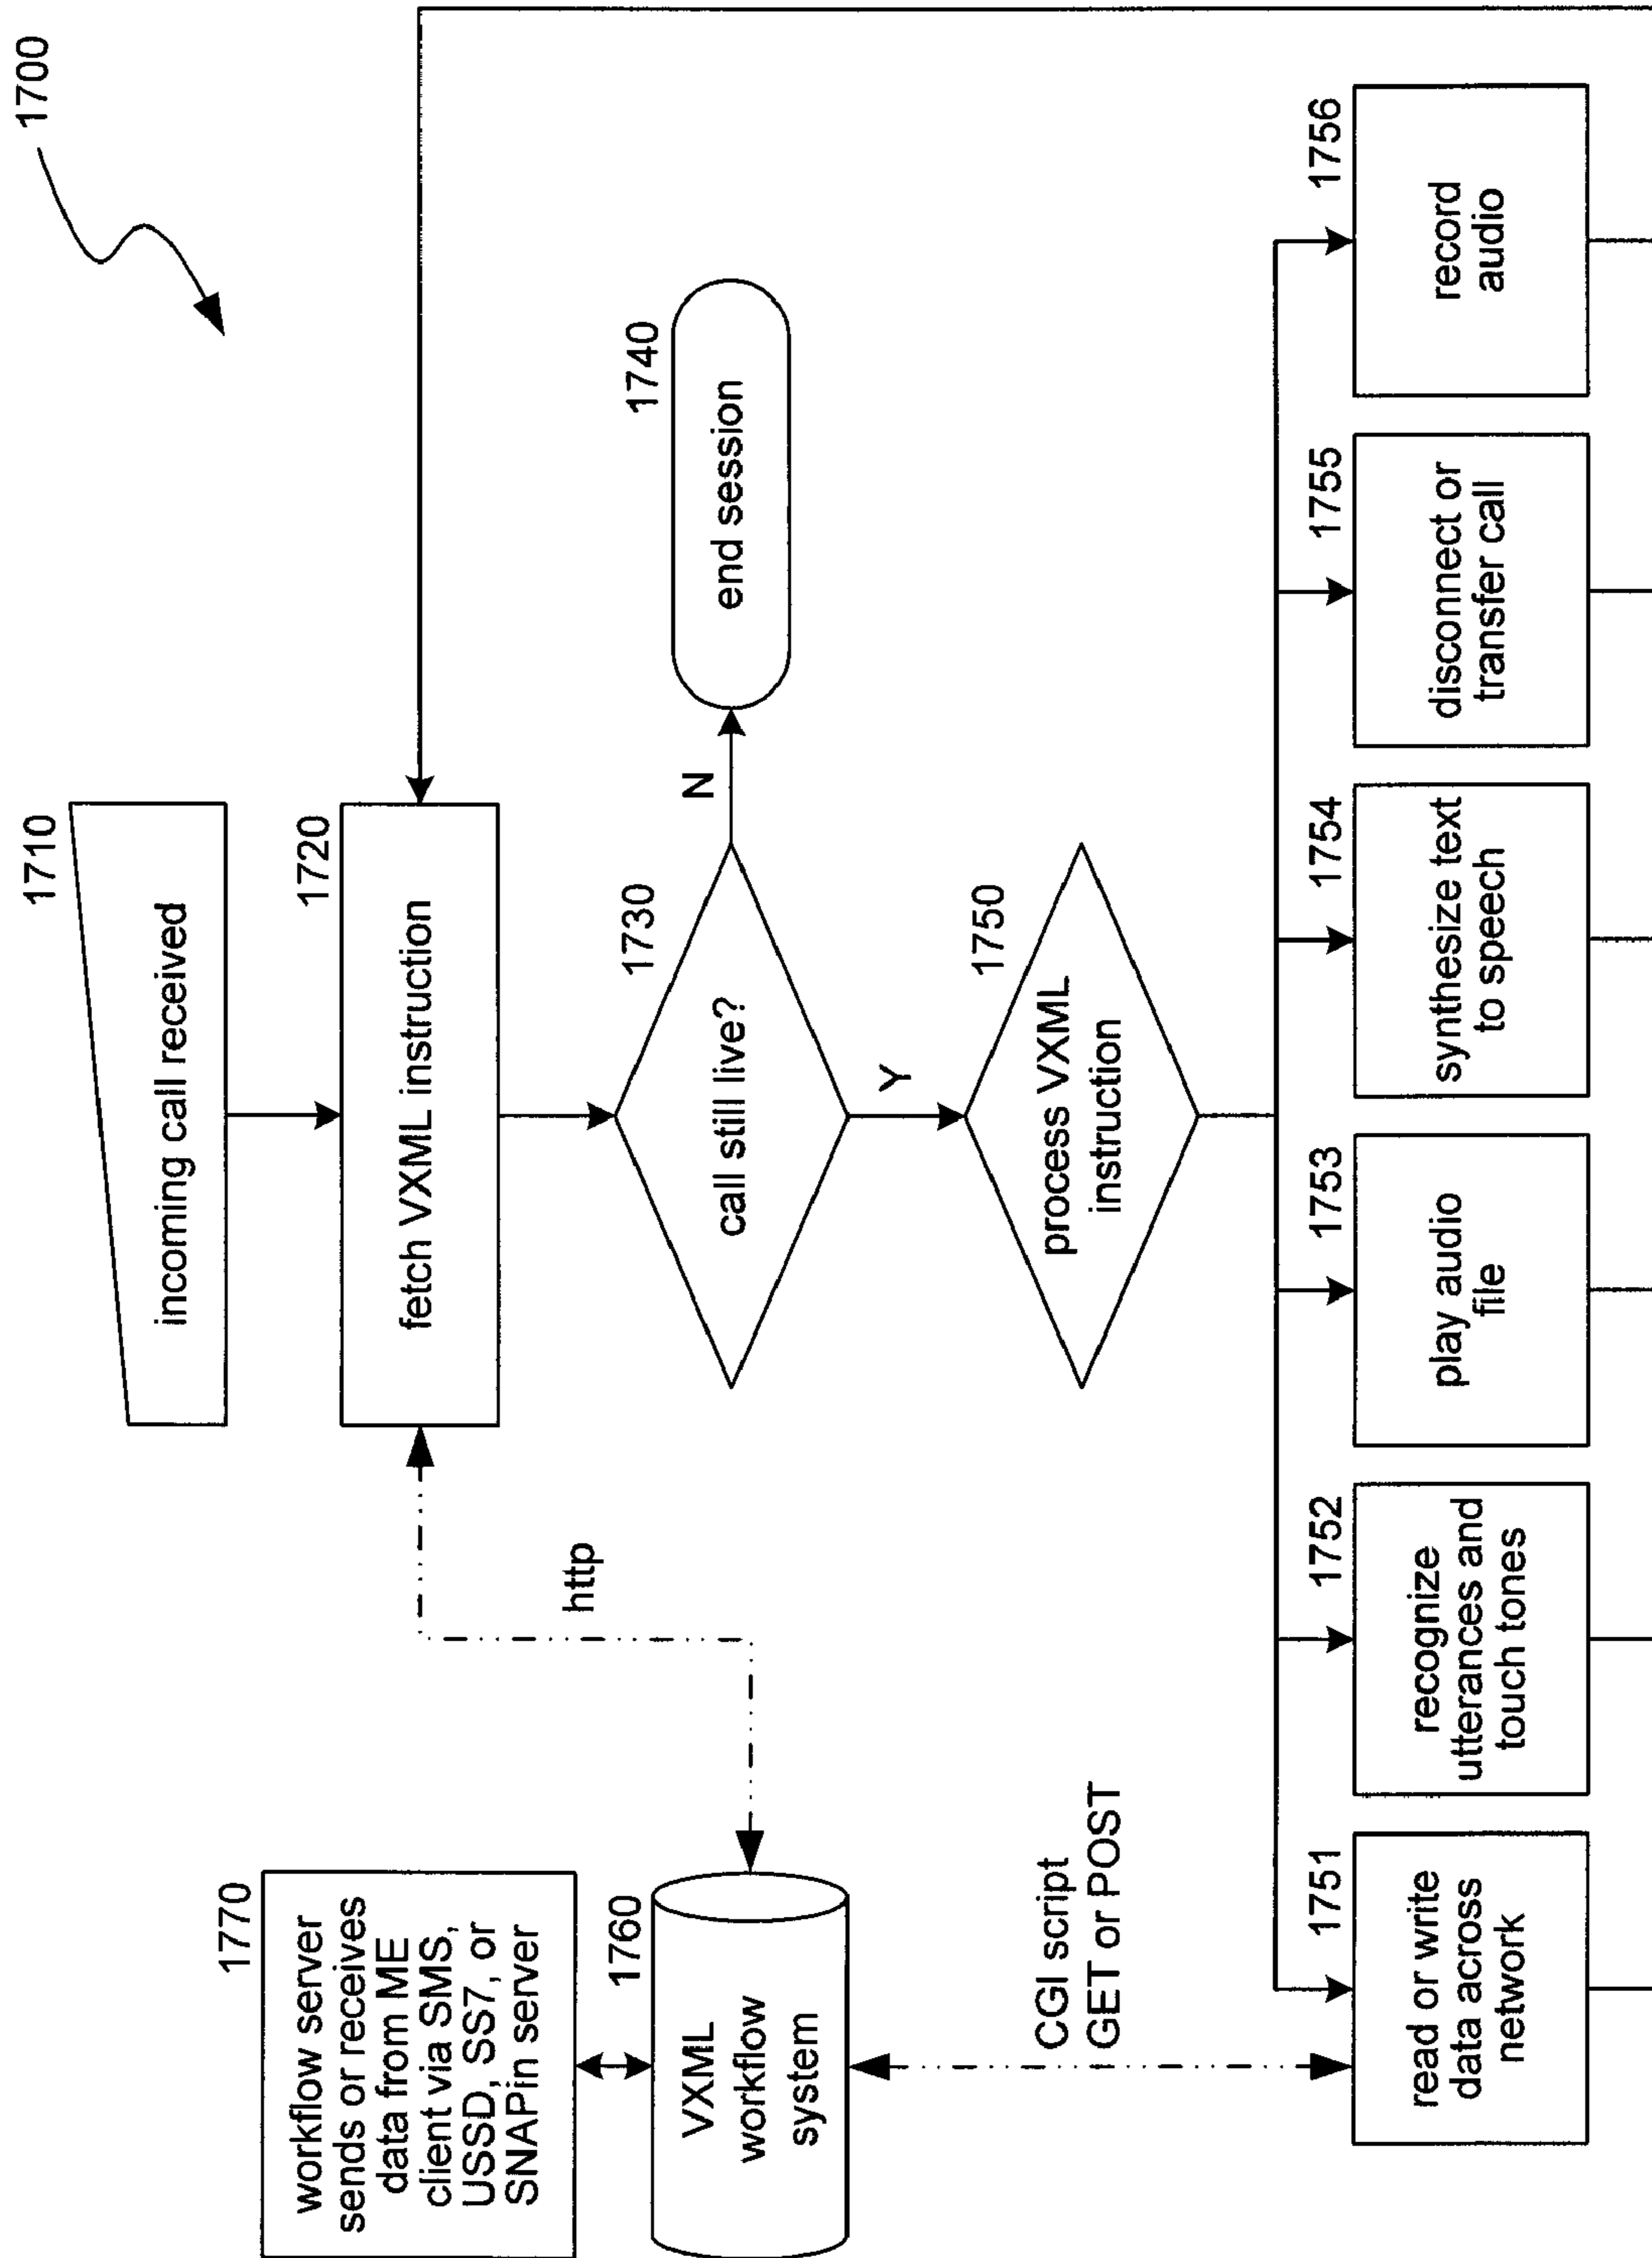 1700
1710
incoming call received
1720
fetch VXML instruction
1730
call still live?
N
1740
end session
Y
1750
process VXML
instruction
http
1770
workflow server
sends or receives
data from ME
client via SMS,
USSD, SS7, or
SNAPin server
1760
VXML
workflow
system
CGI script
GET or POST
1751
read or write
data across
network
1752
recognize
utterances and
touch tones
1753
play audio
file
1754
synthesize text
to speech
1755
disconnect or
transfer call
1756
record
audio